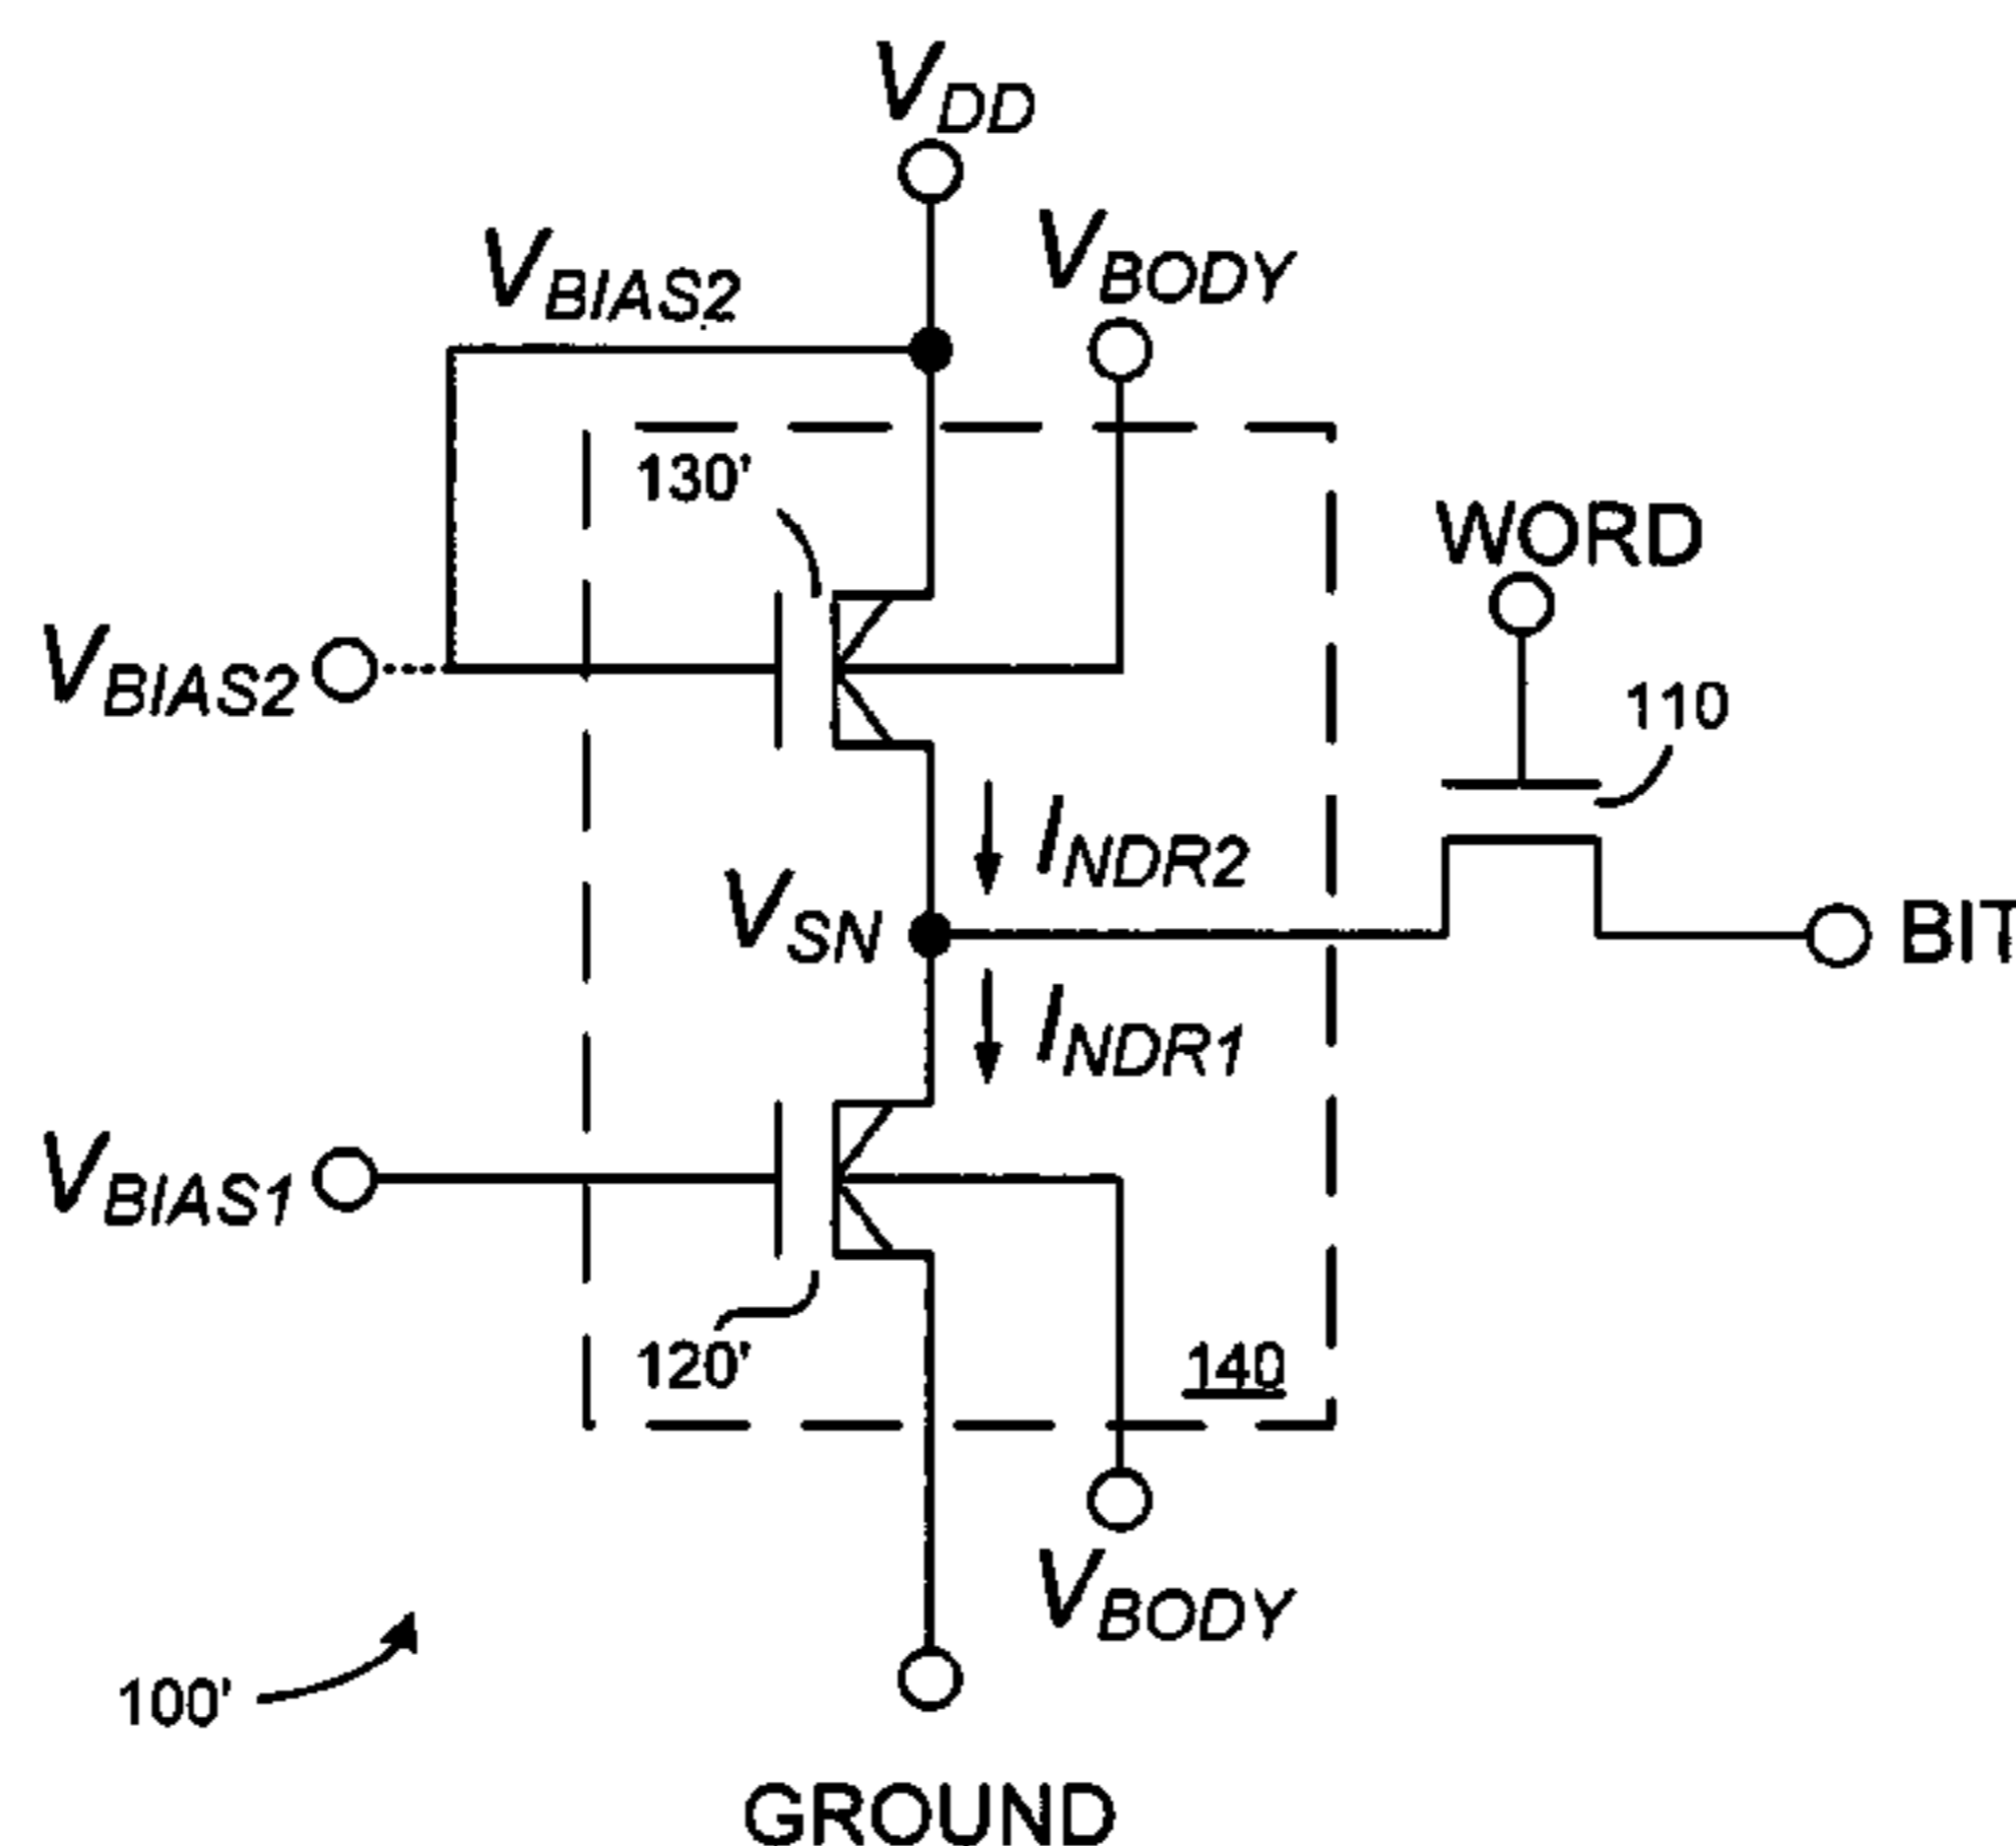 VDD
VBIAS2
VBODY
130'
WORD
VBIAS2
110
INDR2
VSN
BIT
INDR1
VBIAS1
120'
140
VBODY
100'
GROUND